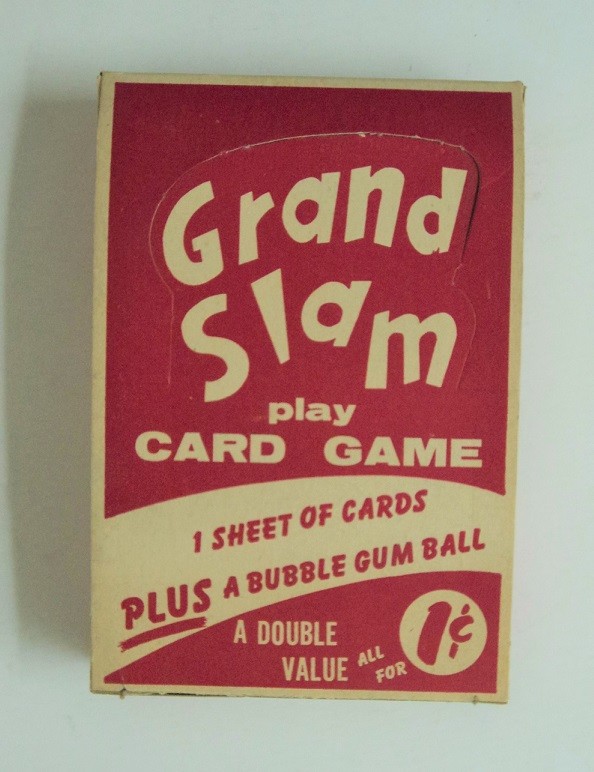 Grand
Slam
play
CARD GAME
1 SHEET OF CARDS
PLUS A BUBBLE GUM BALL
A DOUBLE
VALUE ALL
FOR 1¢